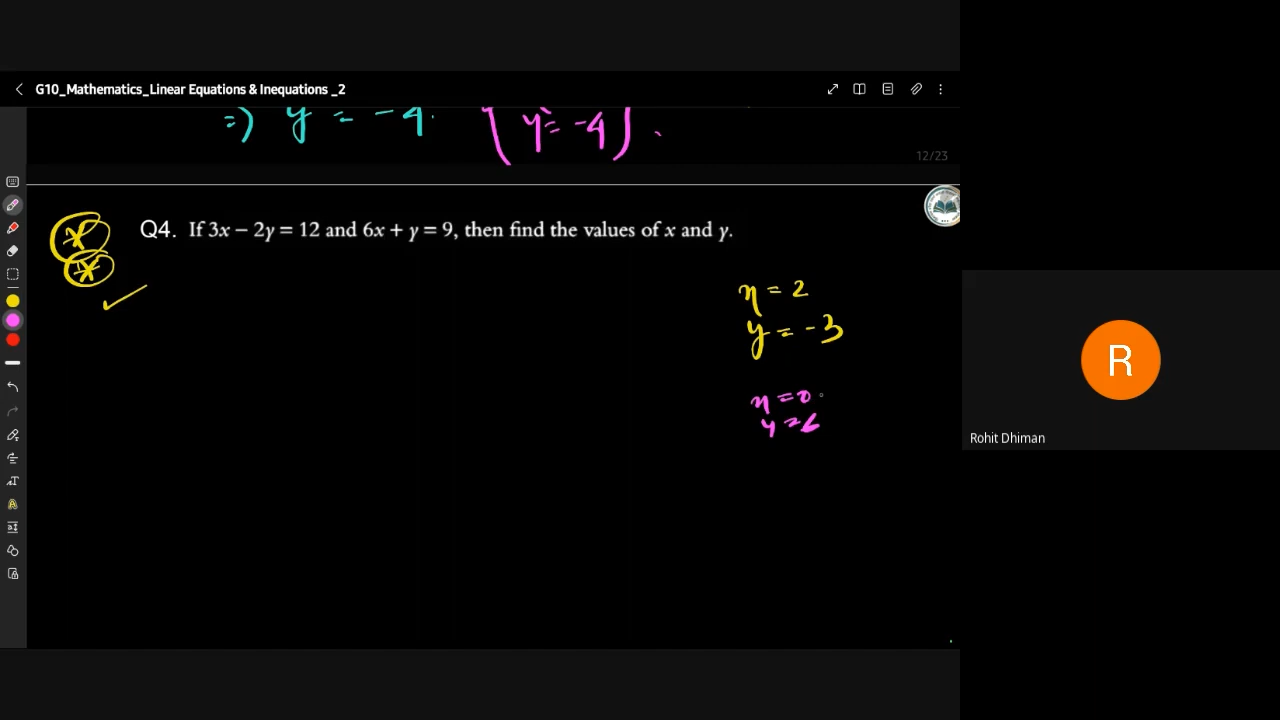 G10_Mathematics_Linear Equations & Inequations _2
=) y = -4. (y = -4).
12/23
Q4. If 3x − 2y = 12 and 6x + y = 9, then find the values of x and y.
x = 2
y = -3
x = 0
y = 6
R
Rohit Dhiman